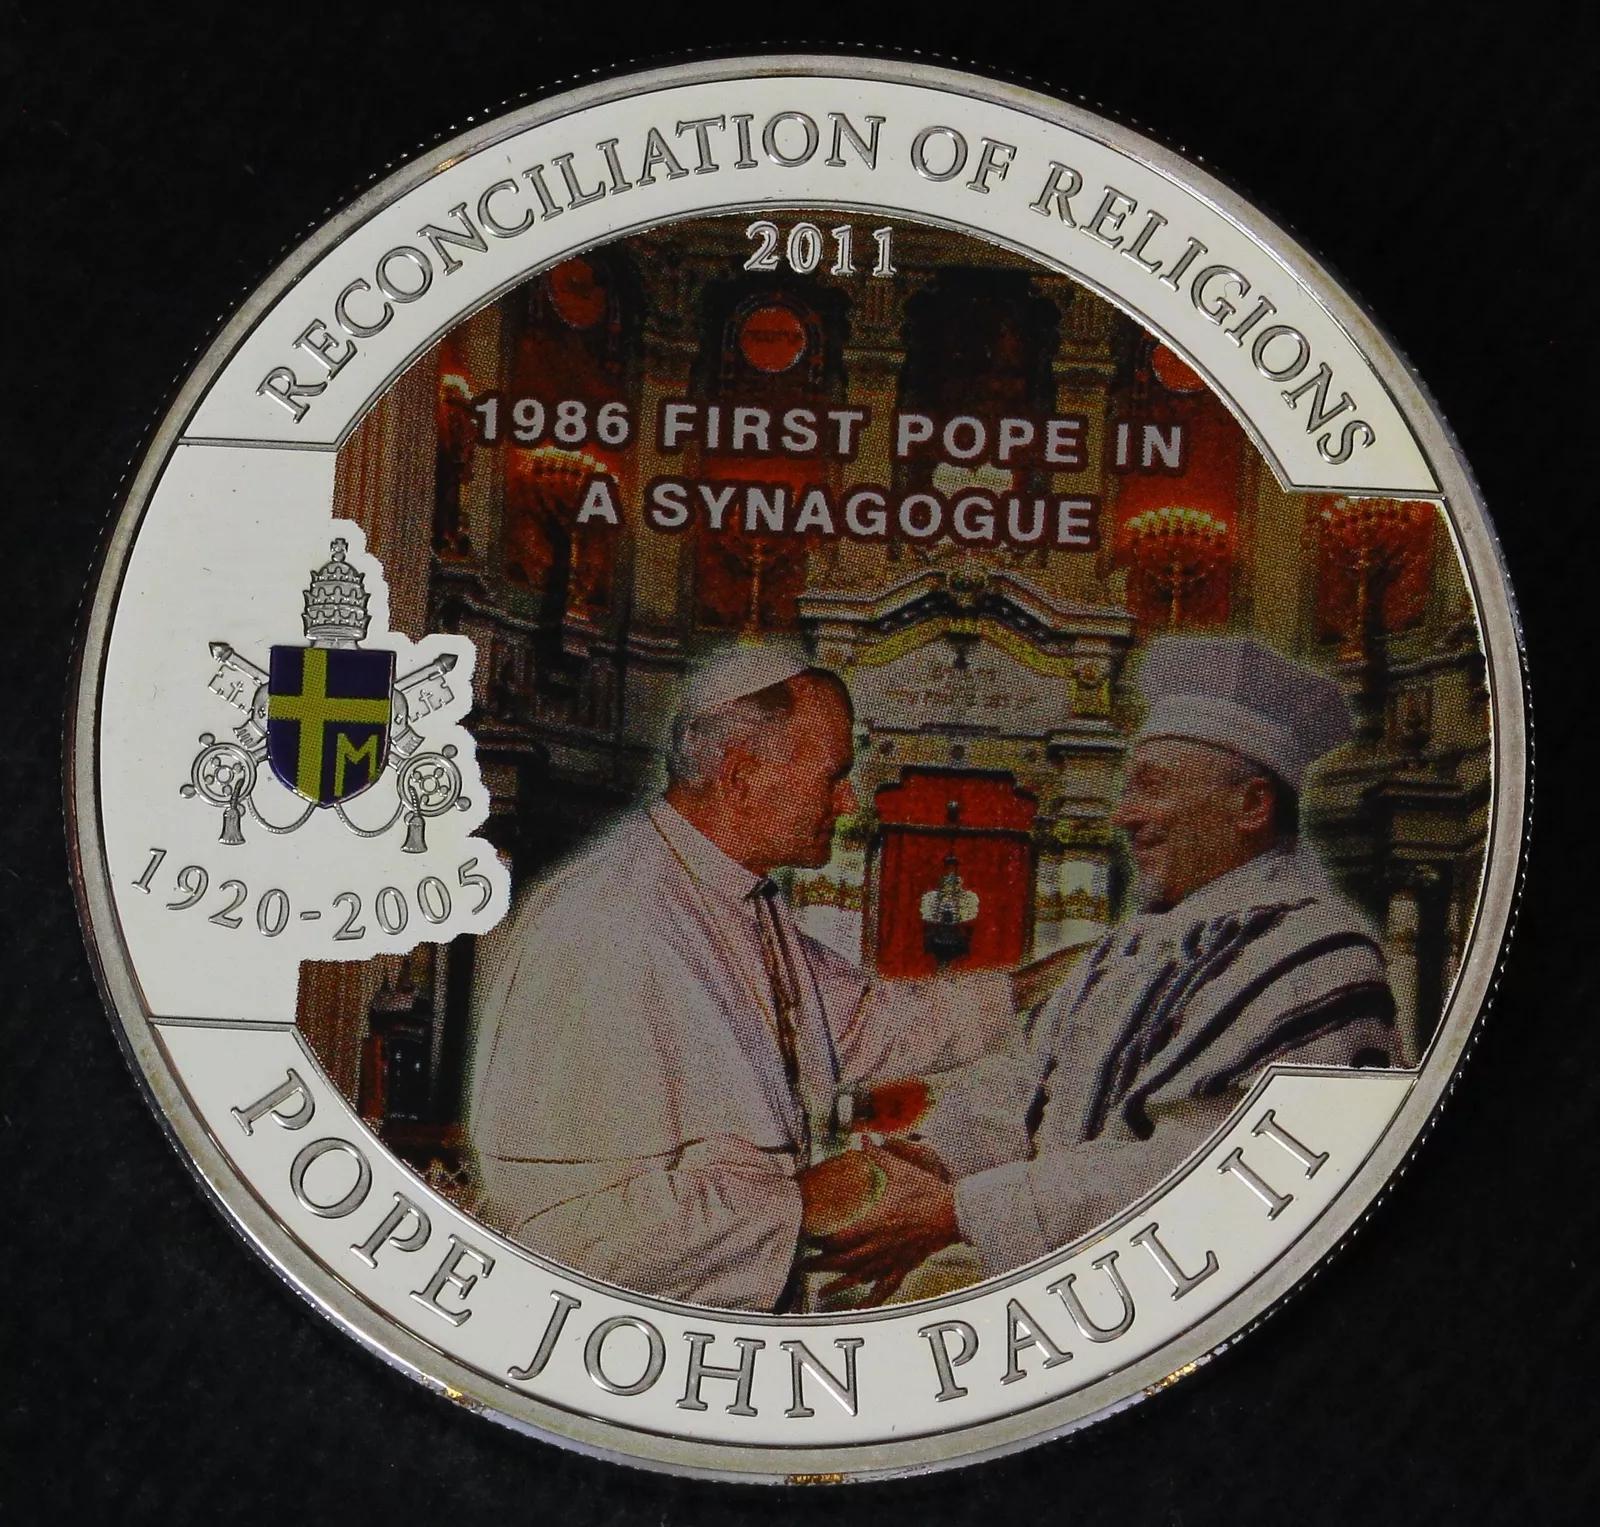 RECONCILIATION OF RELIGIONS
2011
1986 FIRST POPE IN
A SYNAGOGUE
M
1920-2005
POPE JOHN PAUL II